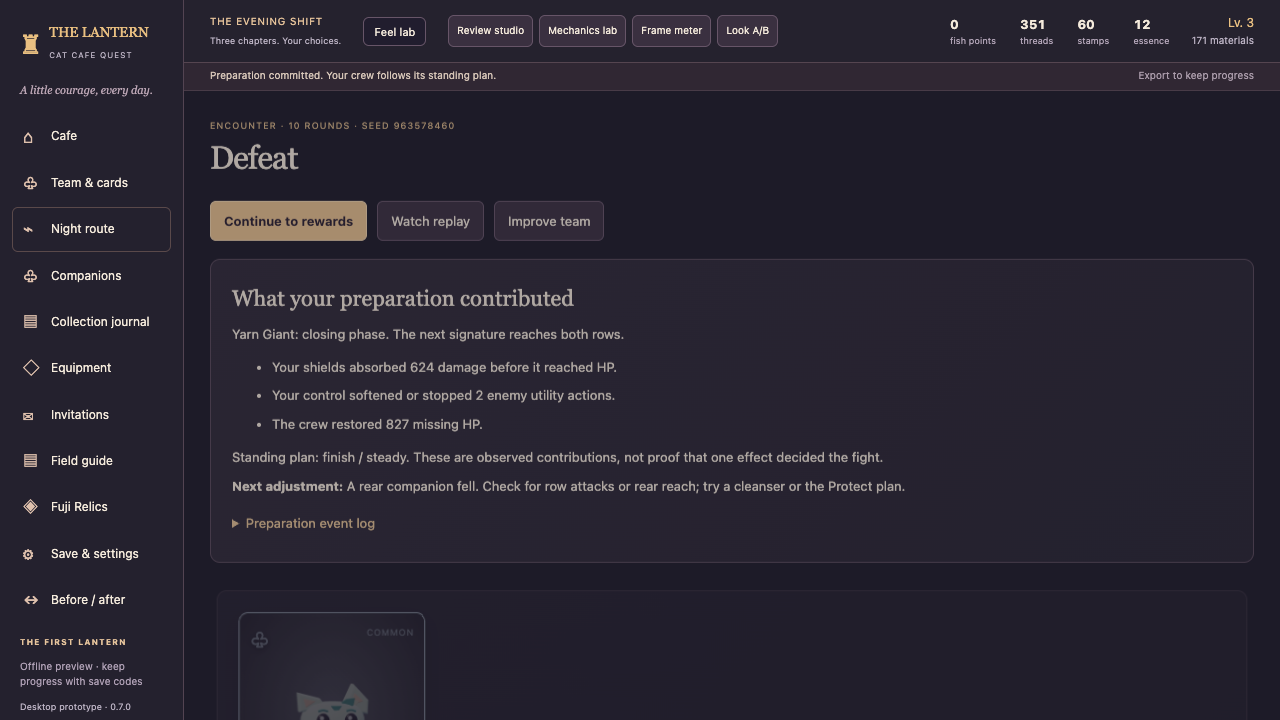 THE LANTERN
CAT CAFE QUEST
A little courage, every day.
Cafe
Team & cards
Night route
Companions
Collection journal
Equipment
Invitations
Field guide
Fuji Relics
Save & settings
Before / after
THE FIRST LANTERN
Offline preview · keep
progress with save codes
Desktop prototype · 0.7.0
THE EVENING SHIFT
Three chapters. Your choices.
Feel lab
Review studio
Mechanics lab
Frame meter
Look A/B
0
fish points
351
threads
60
stamps
12
essence
Lv. 3
171 materials
Preparation committed. Your crew follows its standing plan.
Export to keep progress
ENCOUNTER · 10 ROUNDS · SEED 963578460
Defeat
Continue to rewards
Watch replay
Improve team
What your preparation contributed
Yarn Giant: closing phase. The next signature reaches both rows.
• Your shields absorbed 624 damage before it reached HP.
• Your control softened or stopped 2 enemy utility actions.
• The crew restored 827 missing HP.
Standing plan: finish / steady. These are observed contributions, not proof that one effect decided the fight.
Next adjustment: A rear companion fell. Check for row attacks or rear reach; try a cleanser or the Protect plan.
Preparation event log
COMMON